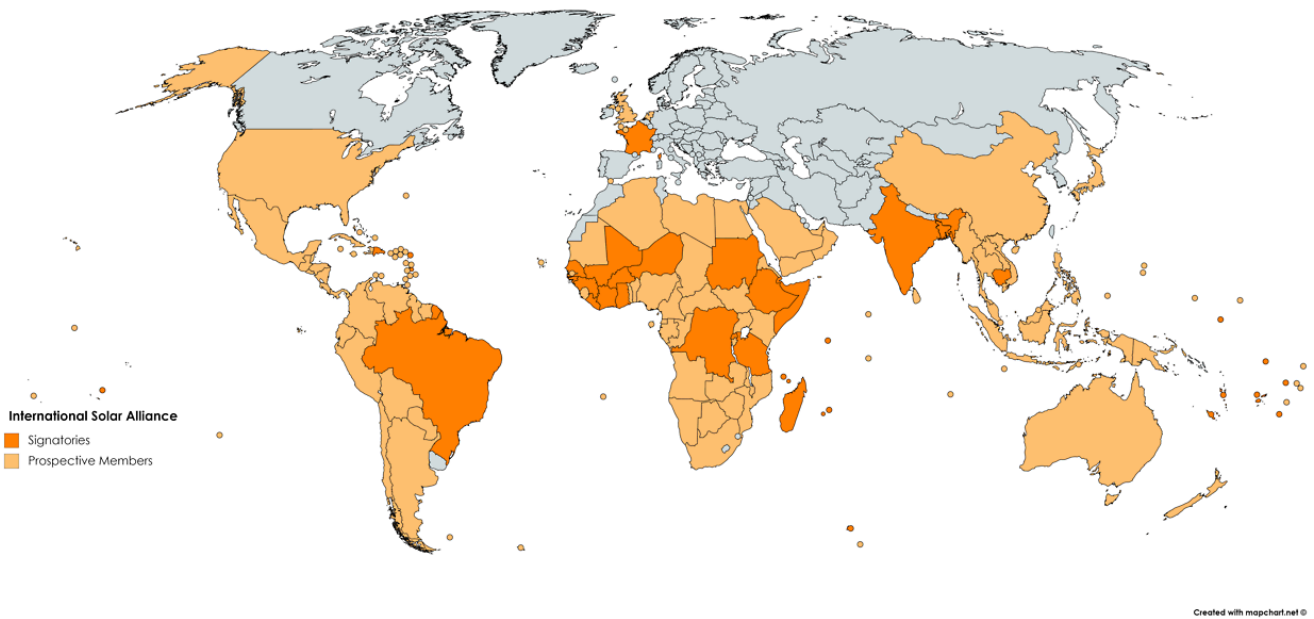 International Solar Alliance
Signatories
Prospective Members
Created with mapchart.net ©